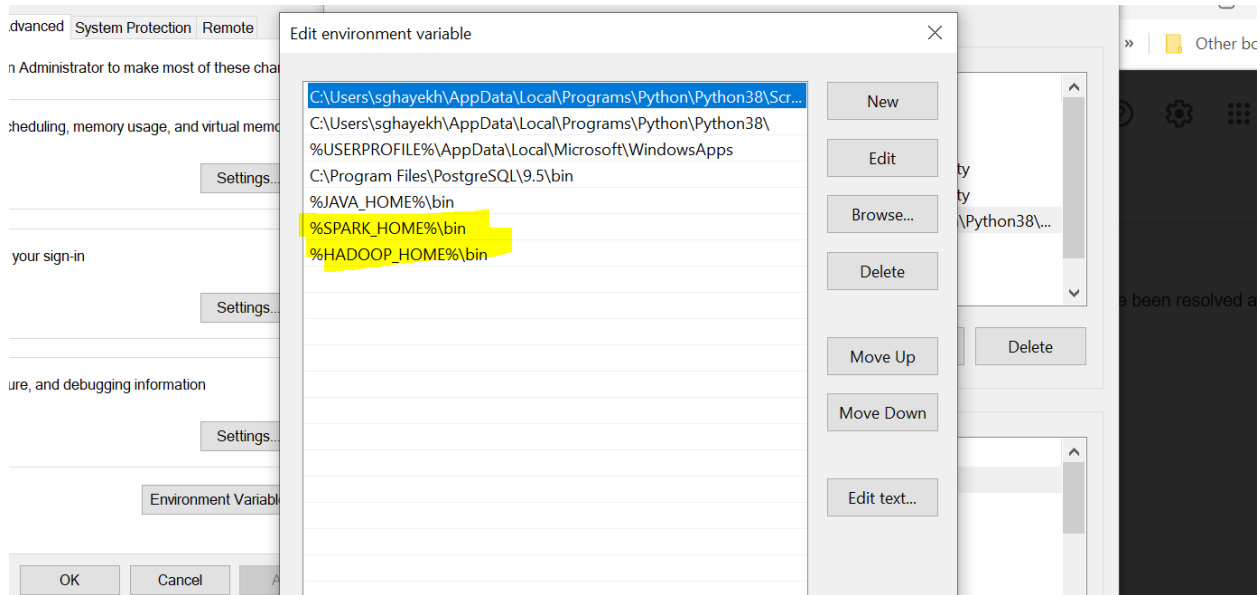 dvanced System Protection Remote
n Administrator to make most of these chan
cheduling, memory usage, and virtual memo
Settings...
your sign-in
Settings...
ure, and debugging information
Settings...
Environment Variabl
OK Cancel A
Edit environment variable
C:\Users\sghayekh\AppData\Local\Programs\Python\Python38\Scr...
C:\Users\sghayekh\AppData\Local\Programs\Python\Python38\
%USERPROFILE%\AppData\Local\Microsoft\WindowsApps
C:\Program Files\PostgreSQL\9.5\bin
%JAVA_HOME%\bin
%SPARK_HOME%\bin
%HADOOP_HOME%\bin
New
Edit
Browse...
Delete
Move Up
Move Down
Edit text...
ty
ty
\Python38\...
Delete
» Other bo
e been resolved a